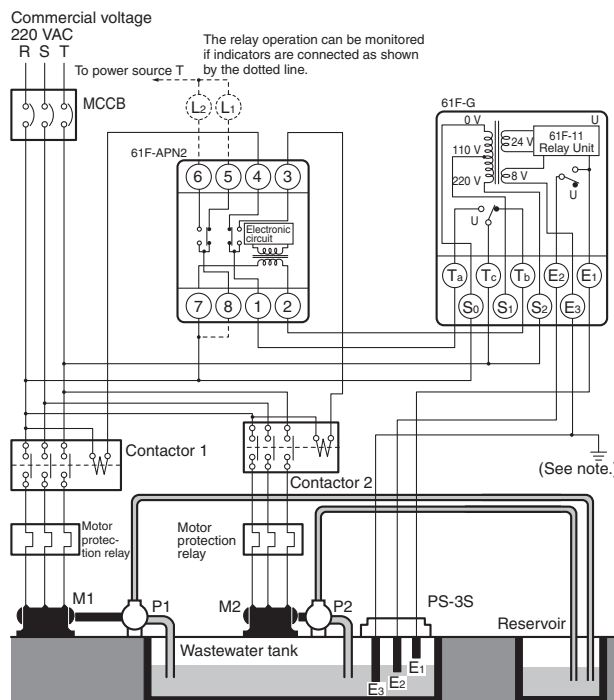 Commercial voltage
220 VAC
R S T
The relay operation can be monitored
if indicators are connected as shown
by the dotted line.
To power source T
L2 L1
MCCB
61F-APN2
6 5 4 3
Electronic
circuit
7 8 1 2
61F-G
0 V
110 V
220 V
24 V
8 V
61F-11
Relay Unit
U
U
U
Ta Tc Tb E2 E1
S0 S1 S2 E3
Contactor 1
Contactor 2
(See note.)
Motor
protec-
tion relay
Motor
protection
relay
M1
P1
M2
P2
PS-3S
Reservoir
Wastewater tank
E1
E2
E3